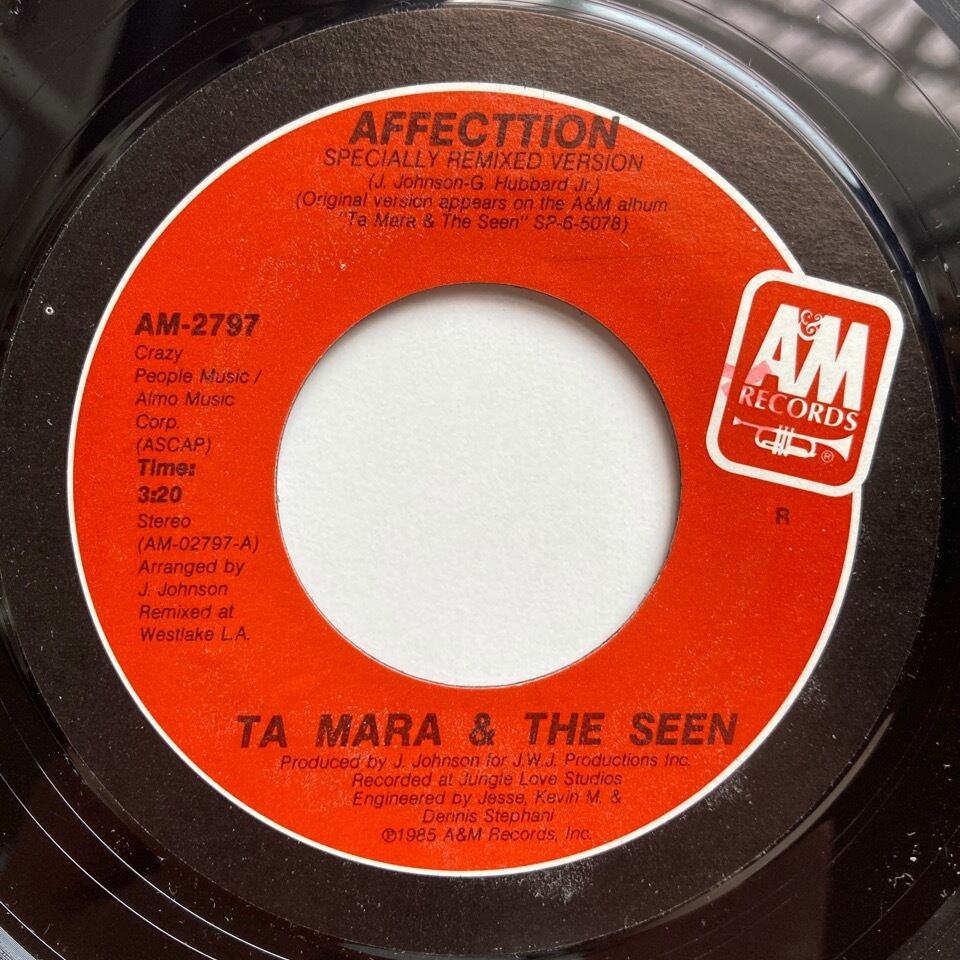 AFFECTTION
SPECIALLY REMIXED VERSION
(J. Johnson-G. Hubbard Jr.)
(Original version appears on the A&M album
"Ta Mara & The Seen" SP-6-5078)
AM-2797
Crazy
People Music /
Almo Music
Corp.
(ASCAP)
Time:
3:20
Stereo
(AM-02797-A)
Arranged by
J. Johnson
Remixed at
Westlake L.A.
A&M
RECORDS
®
R
TA MARA & THE SEEN
Produced by J. Johnson for J.W.J. Productions Inc.
Recorded at Jungle Love Studios
Engineered by Jesse, Kevin M. &
Dennis Stephani
℗1985 A&M Records, Inc.